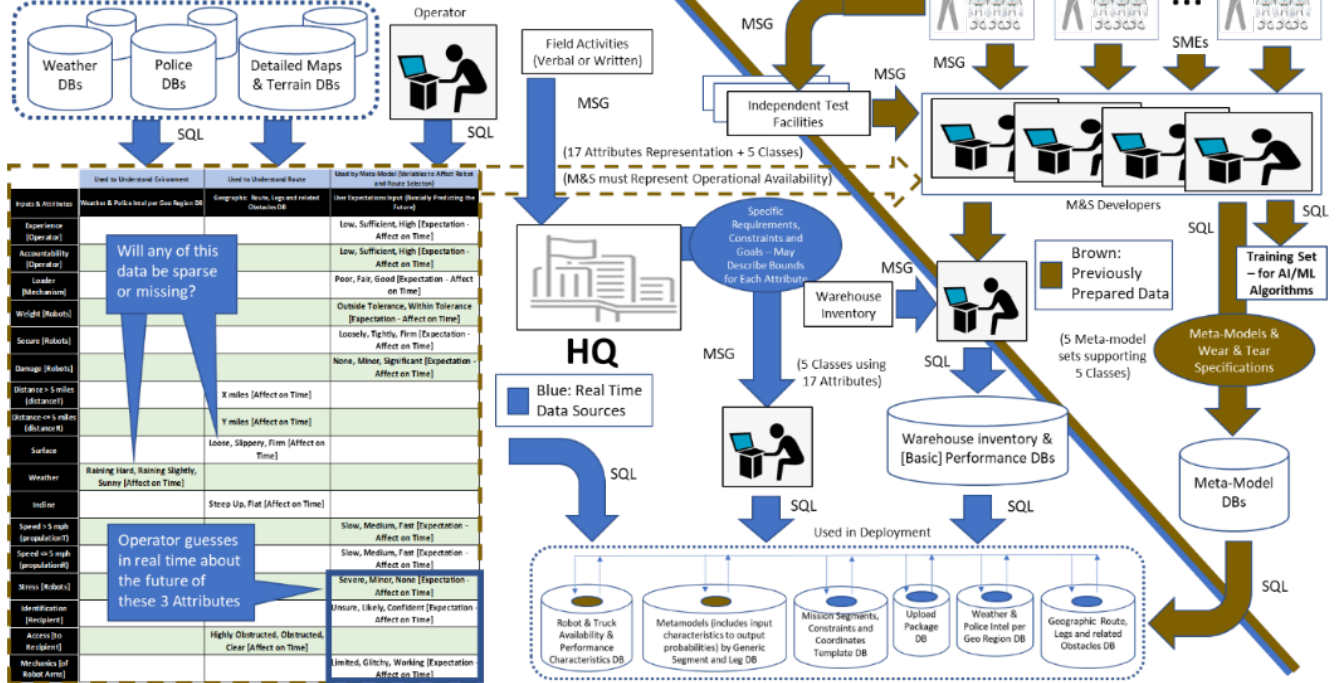 Weather
DBs
Police
DBs
Detailed Maps
& Terrain DBs
Operator
SQL
SQL
Field Activities
(Verbal or Written)
MSG
MSG
Independent Test
Facilities
MSG
MSG
SMEs
...
(17 Attributes Representation + 5 Classes)
(M&S must Represent Operational Availability)
M&S Developers
Used to Understand Evironment
Used to Understand Route
Used by Meta-Model (Variables to Affect Robot
and Route Selection)
Inputs & Attributes
Weather & Police Intel per Geo Region DB
Geographic Route, Legs and related
Obstacles DB
User Expectations Input (Basically Predicting the
Future)
Experience
[Operator]
Low, Sufficient, High [Expectation -
Affect on Time]
Accountability
[Operator]
Low, Sufficient, High [Expectation -
Affect on Time]
Loader
[Mechanism]
Poor, Fair, Good [Expectation - Affect
on Time]
Weight [Robots]
Outside Tolerance, Within Tolerance
[Expectation - Affect on Time]
Secure [Robots]
Loosely, Tightly, Firm [Expectation -
Affect on Time]
Damage [Robots]
None, Minor, Significant [Expectation -
Affect on Time]
Distance > 5 miles
(distanceT)
X miles [Affect on Time]
Distance <= 5 miles
(distanceR)
Y miles [Affect on Time]
Surface
Loose, Slippery, Firm [Affect on
Time]
Weather
Raining Hard, Raining Slightly,
Sunny [Affect on Time]
Incline
Steep Up, Flat [Affect on Time]
Speed > 5 mph
(propulationT)
Slow, Medium, Fast [Expectation -
Affect on Time]
Speed <= 5 mph
(propulationR)
Slow, Medium, Fast [Expectation -
Affect on Time]
Stress [Robots]
Severe, Minor, None [Expectation -
Affect on Time]
Identification
[Recipient]
Unsure, Likely, Confident [Expectation -
Affect on Time]
Access [to
Recipient]
Highly Obstructed, Obstructed,
Clear [Affect on Time]
Mechanics [of
Robot Arms]
Limited, Glitchy, Working [Expectation -
Affect on Time]
Will any of this
data be sparse
or missing?
Operator guesses
in real time about
the future of
these 3 Attributes
HQ
Blue: Real Time
Data Sources
Specific
Requirements,
Constraints and
Goals – May
Describe Bounds
for Each Attribute
MSG
Warehouse
Inventory
MSG
(5 Classes using
17 Attributes)
SQL
Brown:
Previously
Prepared Data
SQL
SQL
Training Set
– for AI/ML
Algorithms
(5 Meta-model
sets supporting
5 Classes)
Meta-Models &
Wear & Tear
Specifications
Warehouse inventory &
[Basic] Performance DBs
Meta-Model
DBs
SQL
SQL
SQL
Used in Deployment
SQL
Robot & Truck
Availability &
Performance
Characteristics DB
Metamodels (includes input
characteristics to output
probabilities) by Generic
Segment and Leg DB
Mission Segments,
Constraints and
Coordinates
Template DB
Upload
Package
DB
Weather &
Police Intel per
Geo Region DB
Geographic Route,
Legs and related
Obstacles DB